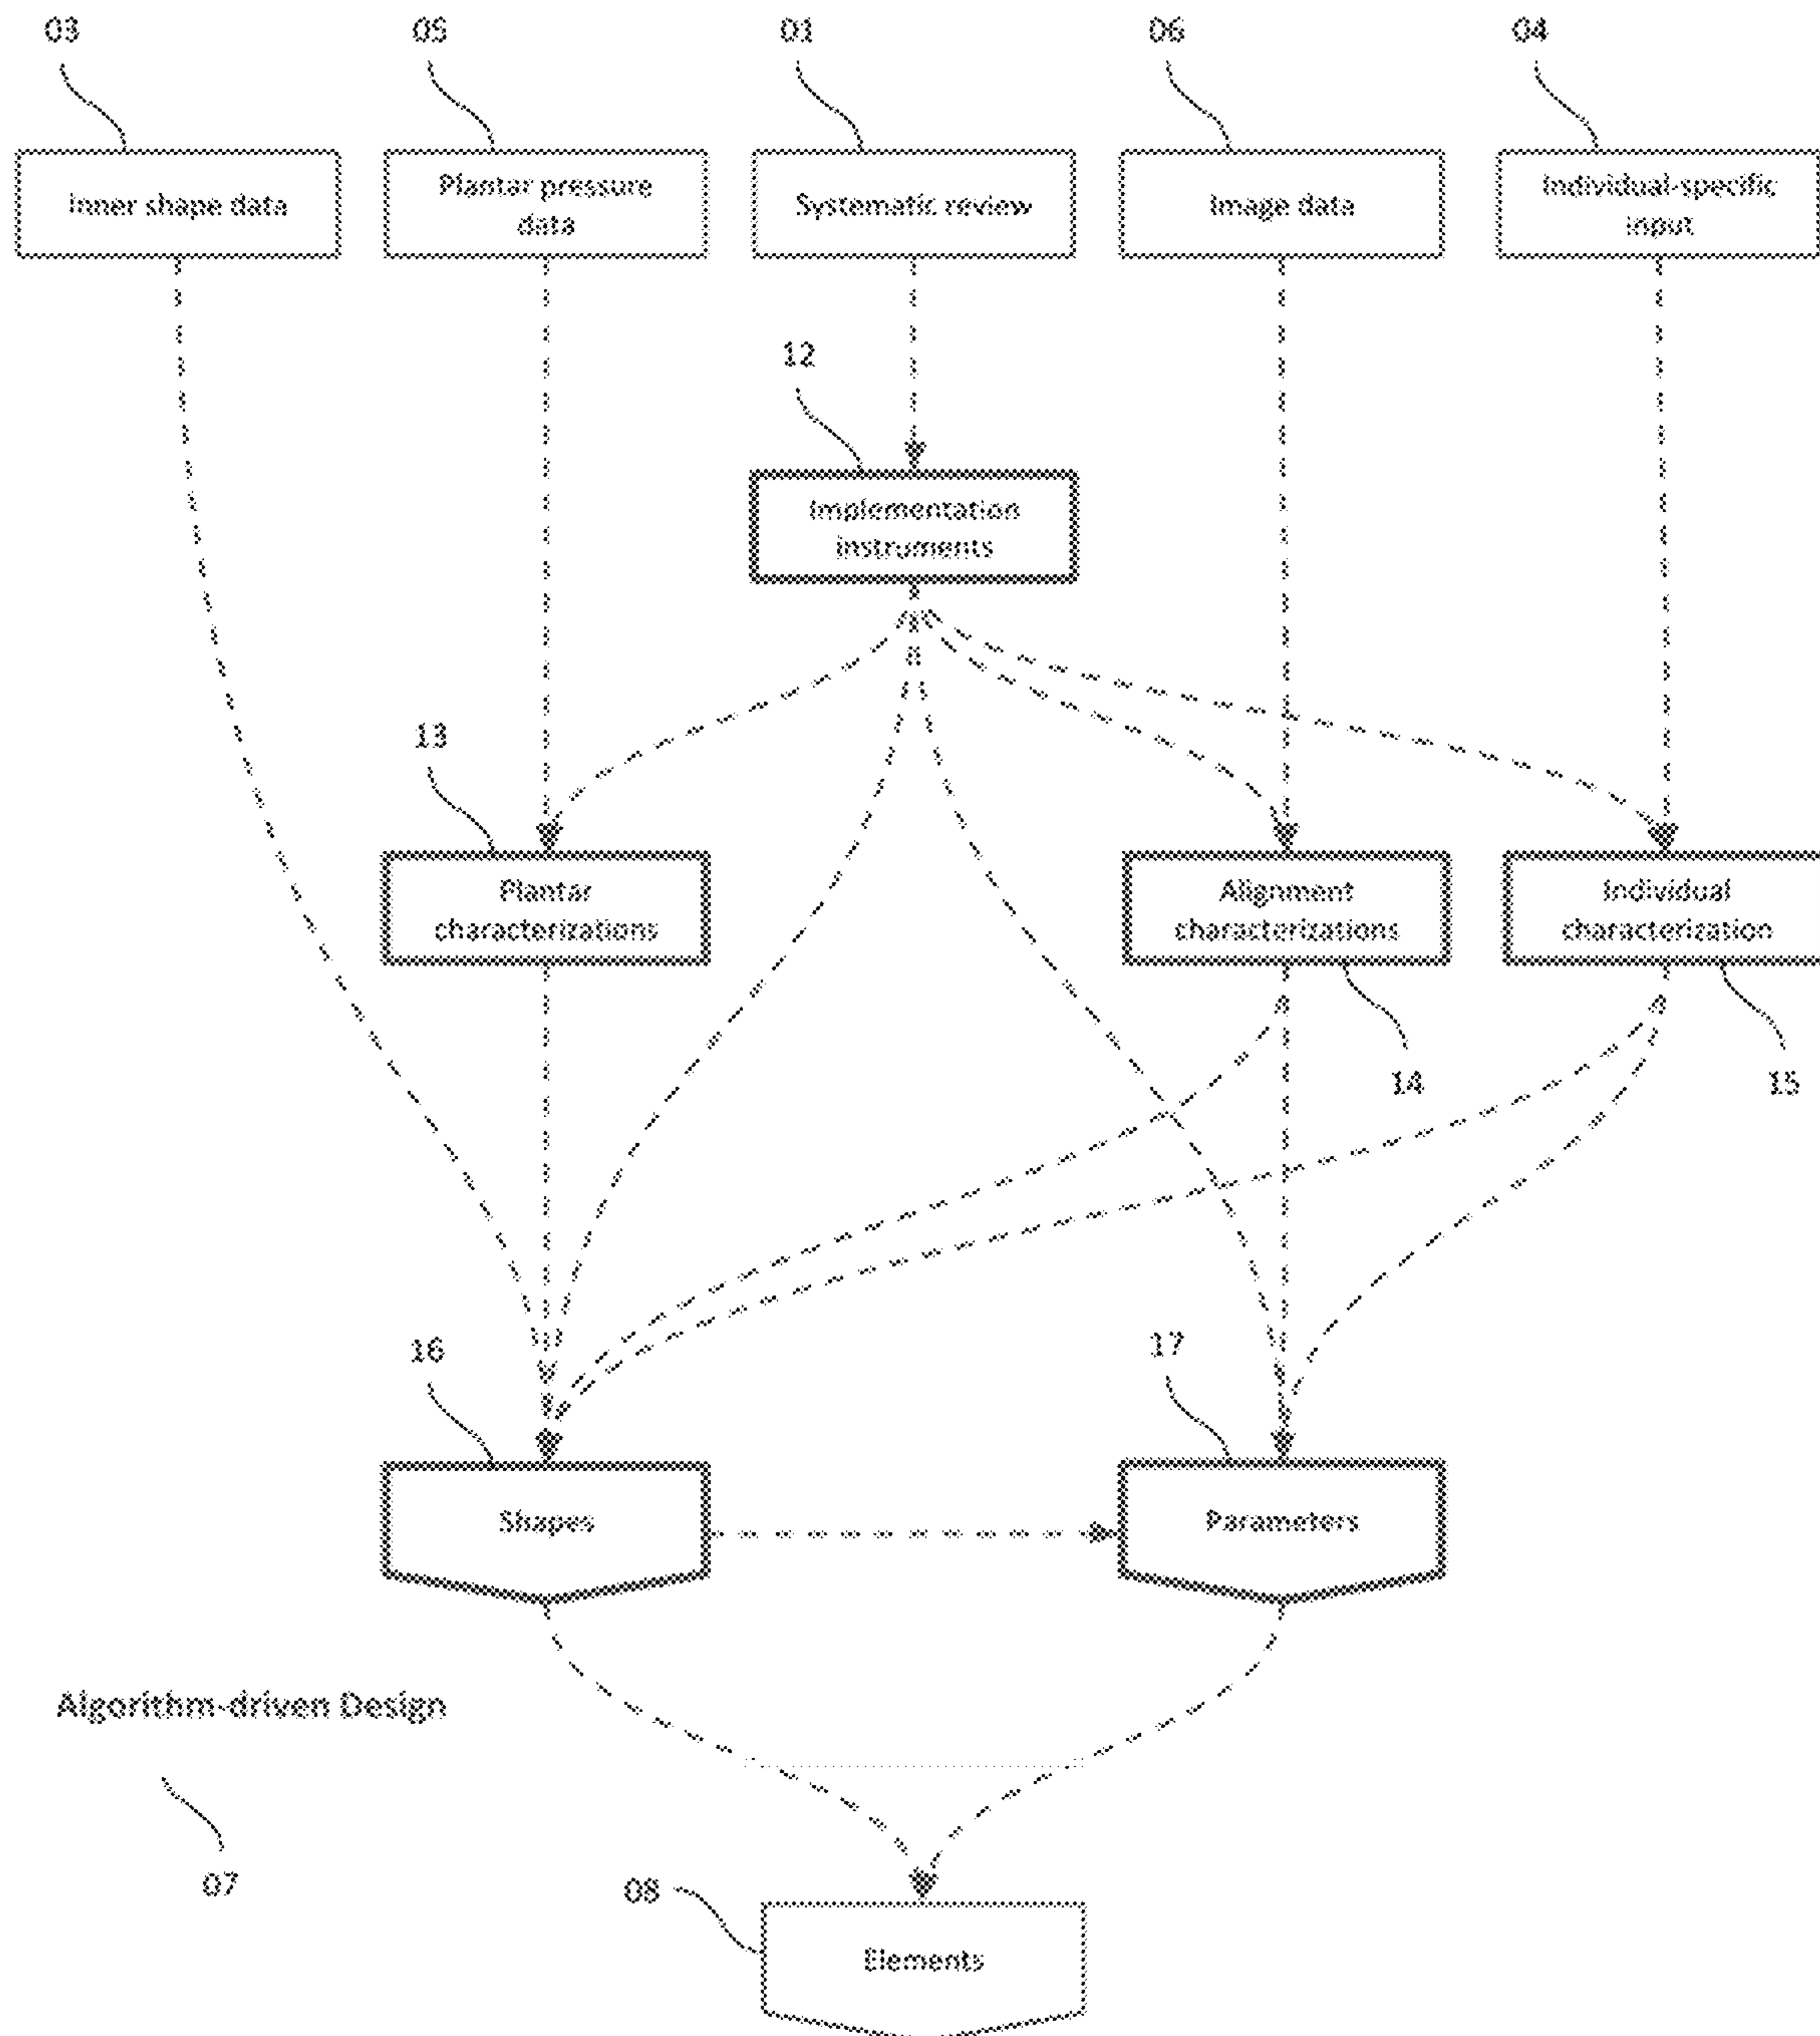 03
05
01
06
04
Inner shape data
Plantar pressure
data
Systematic review
Image data
Individual-specific
input
12
Implementation
instruments
13
Plantar
characterizations
Alignment
characterizations
Individual
characterization
14
15
16
17
Shapes
Parameters
Algorithm-driven Design
07
08
Elements